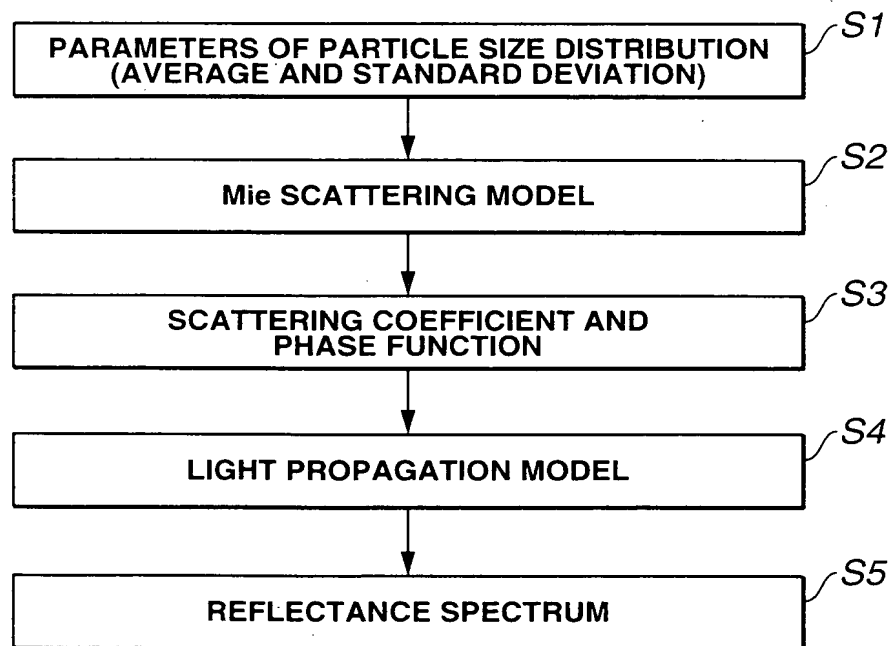 S1
PARAMETERS OF PARTICLE SIZE DISTRIBUTION
(AVERAGE AND STANDARD DEVIATION)
S2
Mie SCATTERING MODEL
S3
SCATTERING COEFFICIENT AND
PHASE FUNCTION
S4
LIGHT PROPAGATION MODEL
S5
REFLECTANCE SPECTRUM